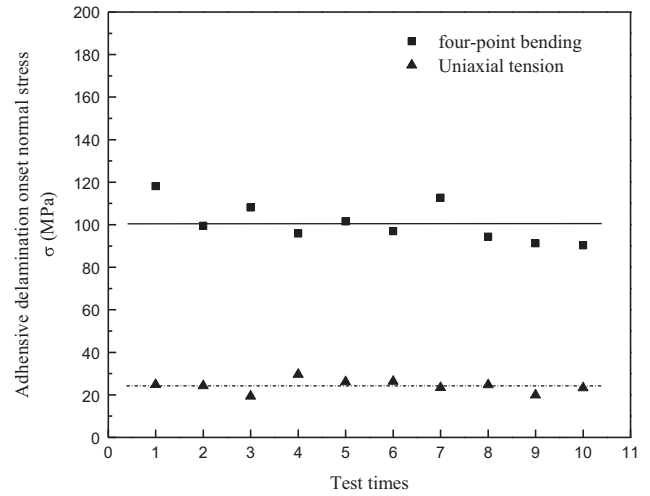 four-point bending
Uniaxial tension
200
180
160
140
120
100
80
60
40
20
0
Adhensive delamination onset normal stress
σ (MPa)
0 1 2 3 4 5 6 7 8 9 10 11
Test times